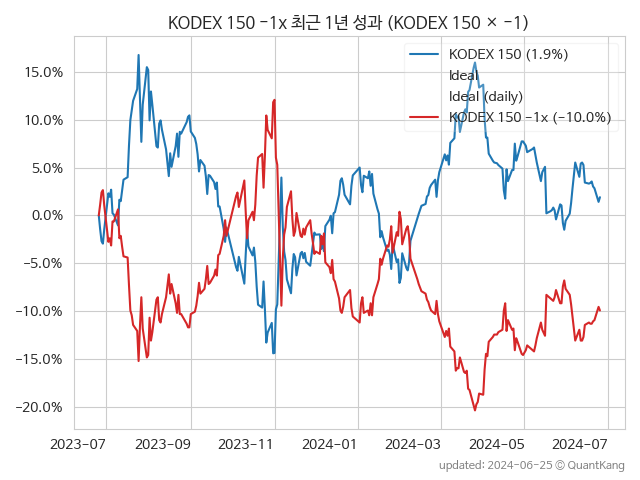 KODEX 150 −1x 최근 1년 성과 (KODEX 150 × −1)
KODEX 150 (1.9%)
Ideal
Ideal (daily)
KODEX 150 −1x (−10.0%)
15.0%
10.0%
5.0%
0.0%
−5.0%
−10.0%
−15.0%
−20.0%
2023−07 2023−09 2023−11 2024−01 2024−03 2024−05 2024−07
updated: 2024−06−25 © QuantKang